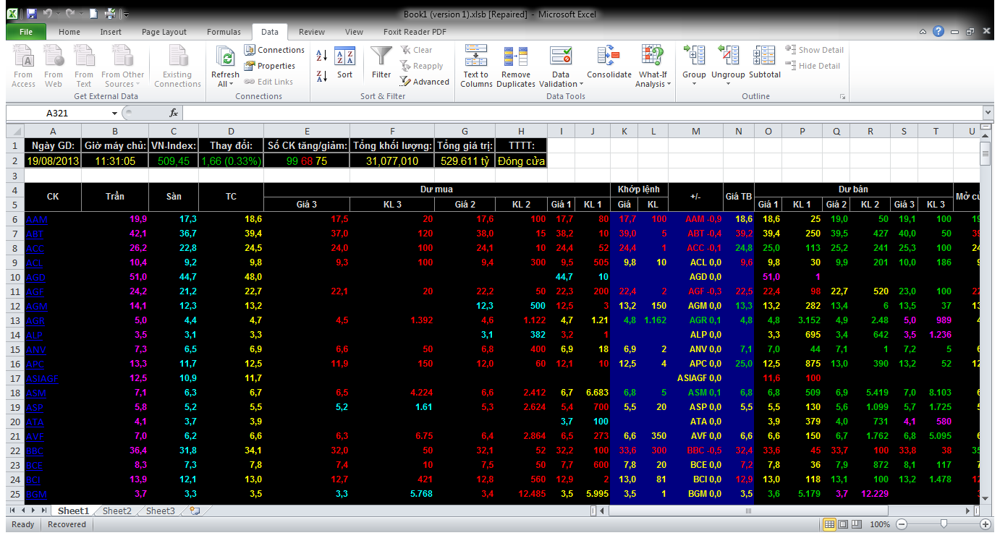 Book1 (version 1).xlsb [Repaired] - Microsoft Excel
File Home Insert Page Layout Formulas Data Review View Foxit Reader PDF
From Access From Web From Text From Other Sources Existing Connections Refresh All Connections Properties Edit Links Sort Filter Clear Reapply Advanced Text to Columns Remove Duplicates Data Validation Consolidate What-If Analysis Group Ungroup Subtotal Show Detail Hide Detail
Get External Data Connections Sort & Filter Data Tools Outline
A321 fx
A B C D E F G H I J K L M N O P Q R S T U
1 Ngày GD: Giờ máy chủ: VN-Index: Thay đổi: Số CK tăng/giảm: Tổng khối lượng: Tổng giá trị: TTTT:
2 19/08/2013 11:31:05 509,45 1,66 (0.33%) 99 68 75 31,077,010 529.611 tỷ Đóng cửa
3
4 CK Trần Sàn TC Dư mua Khớp lệnh +/- Giá TB Dư bán Mở
5 Giá 3 KL 3 Giá 2 KL 2 Giá 1 KL 1 Giá KL Giá 1 KL 1 Giá 2 KL 2 Giá 3 KL 3
6 AAM 19,9 17,3 18,6 17,5 20 17,6 100 17,7 80 17,7 100 AAM -0,9 18,6 18,6 25 19,0 50 19,1 100
7 ABT 42,1 36,7 39,4 37,0 120 38,0 15 38,2 10 39,0 5 ABT -0,4 39,2 39,4 250 39,5 427 40,0 50
8 ACC 26,2 22,8 24,5 24,0 100 24,1 10 24,4 52 24,4 1 ACC -0,1 24,8 25,0 113 25,2 241 25,3 100
9 ACL 10,4 9,2 9,8 9,3 100 9,4 300 9,5 505 9,8 10 ACL 0,0 9,6 9,8 30 9,9 201 10,0 186
10 AGD 51,0 44,7 48,0 44,7 10 AGD 0,0 51,0 1
11 AGF 24,2 21,2 22,7 22,1 20 22,2 50 22,3 200 22,4 2 AGF -0,3 22,5 22,4 98 22,7 520 23,0 100
12 AGM 14,1 12,3 13,2 12,3 500 12,5 3 13,2 150 AGM 0,0 13,3 13,2 282 13,4 6 13,5 37
13 AGR 5,0 4,4 4,7 4,5 1.392 4,6 1.122 4,7 1.21 4,8 1.162 AGR 0,1 4,8 4,8 3.152 4,9 2.48 5,0 989
14 ALP 3,5 3,1 3,3 3,1 382 3,2 1 ALP 0,0 3,3 695 3,4 642 3,5 1.236
15 ANV 7,3 6,5 6,9 6,6 50 6,8 400 6,9 18 6,9 2 ANV 0,0 7,1 7,0 44 7,1 1 7,2 5
16 APC 13,3 11,7 12,5 11,9 150 12,0 60 12,1 10 12,5 4 APC 0,0 25,0 12,5 875 13,0 390 13,2 52
17 ASIAGF 12,5 10,9 11,7 ASIAGF 0,0 11,6 100
18 ASM 7,1 6,3 6,7 6,5 4.224 6,6 2.412 6,7 6.683 6,8 5 ASM 0,1 6,8 6,8 509 6,9 5.419 7,0 8.103
19 ASP 5,8 5,2 5,5 5,2 1.61 5,3 2.624 5,4 700 5,5 20 ASP 0,0 5,5 5,5 130 5,6 1.099 5,7 1.725
20 ATA 4,1 3,7 3,9 3,7 100 ATA 0,0 3,9 379 4,0 731 4,1 580
21 AVF 7,0 6,2 6,6 6,3 6.75 6,4 2.864 6,5 273 6,6 350 AVF 0,0 6,6 6,6 150 6,7 1.762 6,8 5.095
22 BBC 36,4 31,8 34,1 32,0 50 32,1 52 32,2 100 33,6 300 BBC -0,5 32,4 33,6 45 33,7 100 33,8 38
23 BCE 8,3 7,3 7,8 7,4 10 7,5 50 7,7 600 7,8 20 BCE 0,0 7,2 7,8 36 7,9 872 8,1 117
24 BCI 13,9 12,1 13,0 12,7 421 12,8 560 12,9 2 13,0 81 BCI 0,0 12,9 13,0 118 13,1 100 13,2 1.478
25 BGM 3,7 3,3 3,5 3,3 5.768 3,4 12.485 3,5 5.995 3,5 1 BGM 0,0 3,5 3,6 5.179 3,7 12.229
Sheet1 Sheet2 Sheet3
Ready Recovered 100%